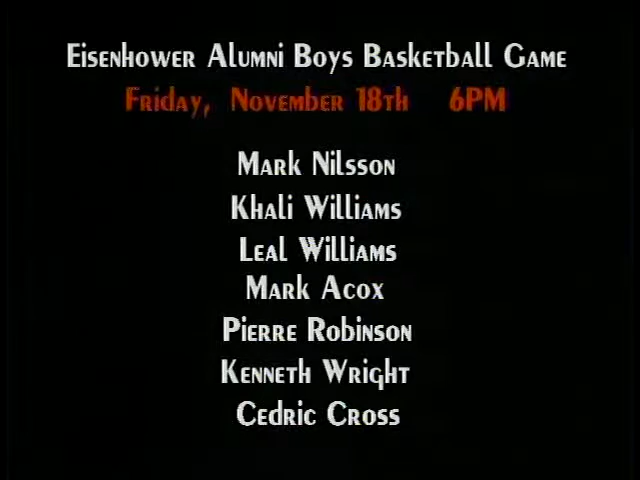 Eisenhower Alumni Boys Basketball Game
Friday, November 18th 6PM
Mark Nilsson
Khali Williams
Leal Williams
Mark Acox
Pierre Robinson
Kenneth Wright
Cedric Cross